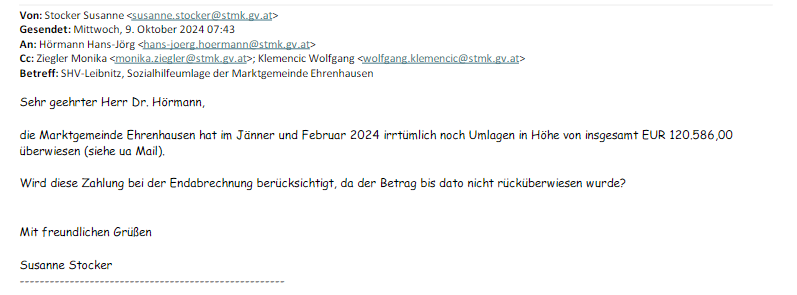 Von: Stocker Susanne <susanne.stocker@stmk.gv.at>
Gesendet: Mittwoch, 9. Oktober 2024 07:43
An: Hörmann Hans-Jörg <hans-joerg.hoermann@stmk.gv.at>
Cc: Ziegler Monika <monika.ziegler@stmk.gv.at>; Klemencic Wolfgang <wolfgang.klemencic@stmk.gv.at>
Betreff: SHV-Leibnitz, Sozialhilfeumlage der Marktgemeinde Ehrenhausen
Sehr geehrter Herr Dr. Hörmann,
die Marktgemeinde Ehrenhausen hat im Jänner und Februar 2024 irrtümlich noch Umlagen in Höhe von insgesamt EUR 120.586,00
überwiesen (siehe ua Mail).
Wird diese Zahlung bei der Endabrechnung berücksichtigt, da der Betrag bis dato nicht rücküberwiesen wurde?
Mit freundlichen Grüßen
Susanne Stocker
-----------------------------------------------------